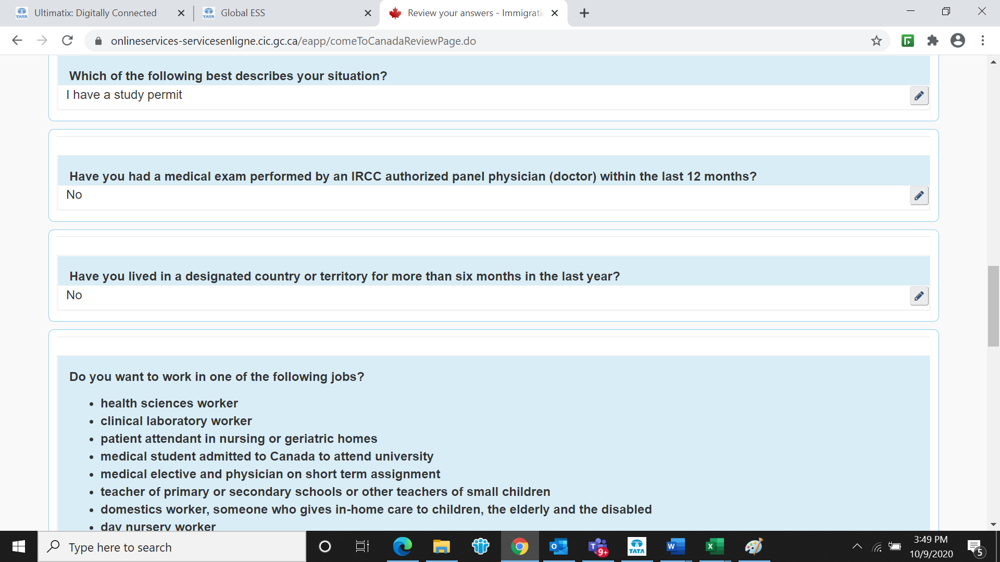 Ultimatix: Digitally Connected
Global ESS
Review your answers - Immigrati
onlineservices-servicesenligne.cic.gc.ca/eapp/comeToCanadaReviewPage.do
Which of the following best describes your situation?
I have a study permit
Have you had a medical exam performed by an IRCC authorized panel physician (doctor) within the last 12 months?
No
Have you lived in a designated country or territory for more than six months in the last year?
No
Do you want to work in one of the following jobs?
• health sciences worker
• clinical laboratory worker
• patient attendant in nursing or geriatric homes
• medical student admitted to Canada to attend university
• medical elective and physician on short term assignment
• teacher of primary or secondary schools or other teachers of small children
• domestics worker, someone who gives in-home care to children, the elderly and the disabled
• day nursery worker
Type here to search
9+
TATA
3:49 PM
10/9/2020
5